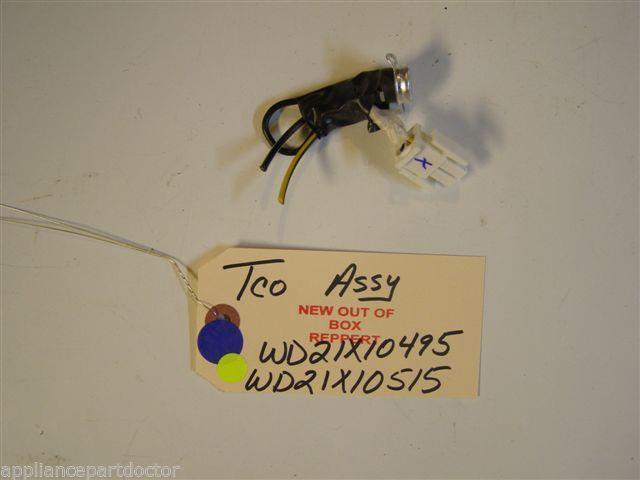 X
Tco Assy
NEW OUT OF
BOX
REPPERT
WD21X10495
WD21X10515
appliancepartdoctor